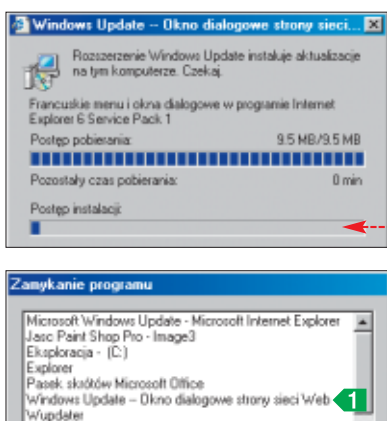 Windows Update -- Okno dialogowe strony sieci...
Rozszerzenie Windows Update instaluje aktualizacje
na tym komputerze. Czekaj.
Francuskie menu i okna dialogowe w programie Internet
Explorer 6 Service Pack 1
Postęp pobierania: 9.5 MB/9.5 MB
Pozostały czas pobierania: 0 min
Postęp instalacji:
Zamykanie programu
Microsoft Windows Update - Microsoft Internet Explorer
Jasc Paint Shop Pro - Image3
Eksploracja - (C:)
Explorer
Pasek skrótów Microsoft Office
Windows Update -- Okno dialogowe strony sieci Web 1
Wupdater